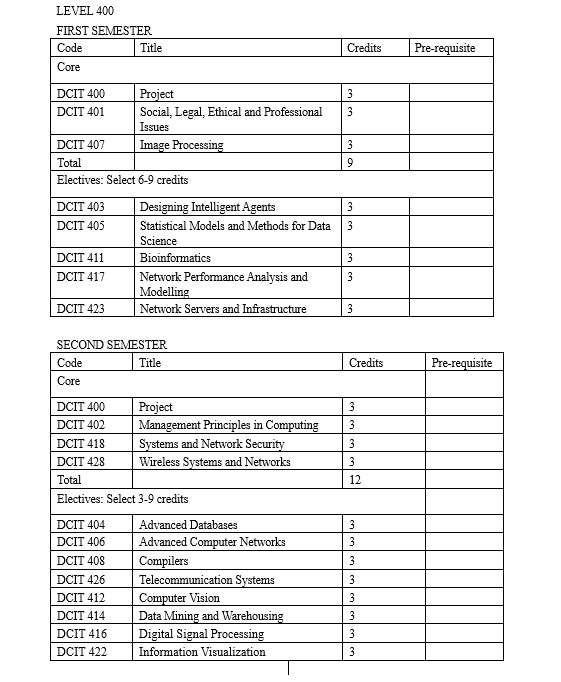 LEVEL 400
FIRST SEMESTER
Code Title Credits Pre-requisite
Core
DCIT 400 Project 3
DCIT 401 Social, Legal, Ethical and Professional 3
Issues
DCIT 407 Image Processing 3
Total 9
Electives: Select 6-9 credits
DCIT 403 Designing Intelligent Agents 3
DCIT 405 Statistical Models and Methods for Data 3
Science
DCIT 411 Bioinformatics 3
DCIT 417 Network Performance Analysis and 3
Modelling
DCIT 423 Network Servers and Infrastructure 3
SECOND SEMESTER
Code Title Credits Pre-requisite
Core
DCIT 400 Project 3
DCIT 402 Management Principles in Computing 3
DCIT 418 Systems and Network Security 3
DCIT 428 Wireless Systems and Networks 3
Total 12
Electives: Select 3-9 credits
DCIT 404 Advanced Databases 3
DCIT 406 Advanced Computer Networks 3
DCIT 408 Compilers 3
DCIT 426 Telecommunication Systems 3
DCIT 412 Computer Vision 3
DCIT 414 Data Mining and Warehousing 3
DCIT 416 Digital Signal Processing 3
DCIT 422 Information Visualization 3